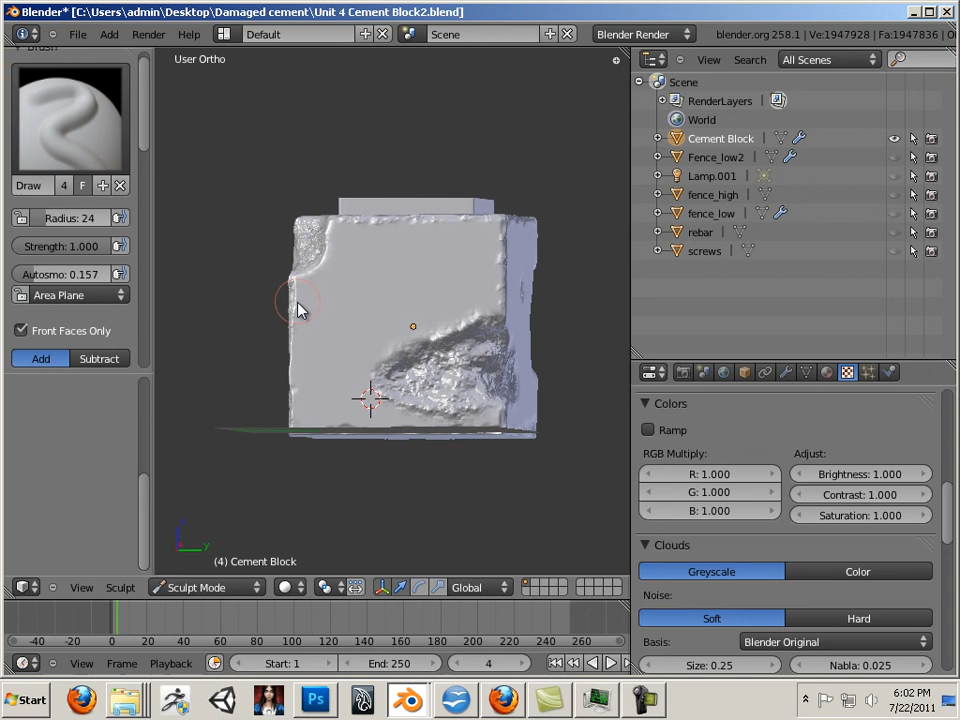 Blender* [C:\Users\admin\Desktop\Damaged cement\Unit 4 Cement Block2.blend]
File Add Render Help Default Scene Blender Render blender.org 258.1 | Ve:1947928 | Fa:1947836 |
Brush
User Ortho
View Search All Scenes
Scene
RenderLayers
World
Cement Block
Fence_low2
Lamp.001
fence_high
fence_low
rebar
screws
Draw 4 F
Radius: 24
Strength: 1.000
Autosmo: 0.157
Area Plane
Front Faces Only
Add Subtract
Colors
Ramp
RGB Multiply: Adjust:
R: 1.000 Brightness: 1.000
G: 1.000 Contrast: 1.000
B: 1.000 Saturation: 1.000
Clouds
Greyscale Color
Noise:
Soft Hard
Basis: Blender Original
Size: 0.25 Nabla: 0.025
y
(4) Cement Block
View Sculpt Sculpt Mode Global
-40 -20 0 20 40 60 80 100 120 140 160 180 200 220 240 260
View Frame Playback Start: 1 End: 250 4
Start Ps 6:02 PM
7/22/2011